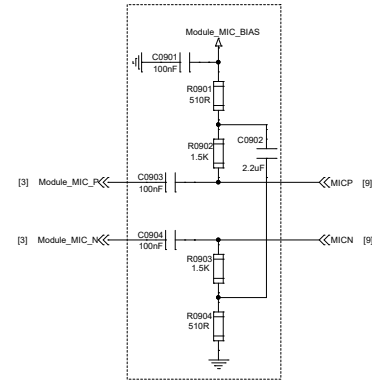 Module_MIC_BIAS
C0901
100nF
R0901
510R
C0902
2.2uF
R0902
1.5K
[3] Module_MIC_P
C0903
100nF
MICP [9]
[3] Module_MIC_N
C0904
100nF
MICN [9]
R0903
1.5K
R0904
510R